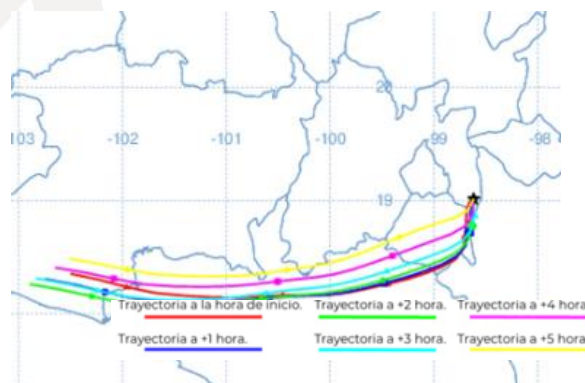 20
-103 -102 -101 -100 -99 -98
19
Trayectoria a la hora de inicio. Trayectoria a +2 hora. Trayectoria a +4 hora
Trayectoria a +1 hora. Trayectoria a +3 hora. Trayectoria a +5 hora